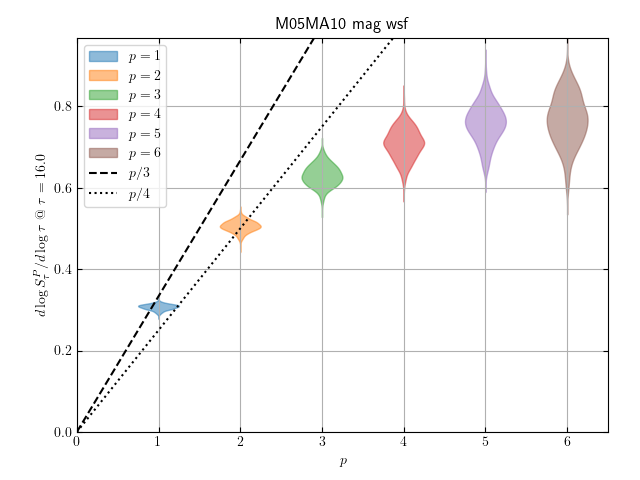 M05MA10 mag wsf
p = 1
p = 2
p = 3
p = 4
p = 5
p = 6
p/3
p/4
d log S_τ^P / d log τ @ τ = 16.0
0.8
0.6
0.4
0.2
0.0
0 1 2 3 4 5 6
p